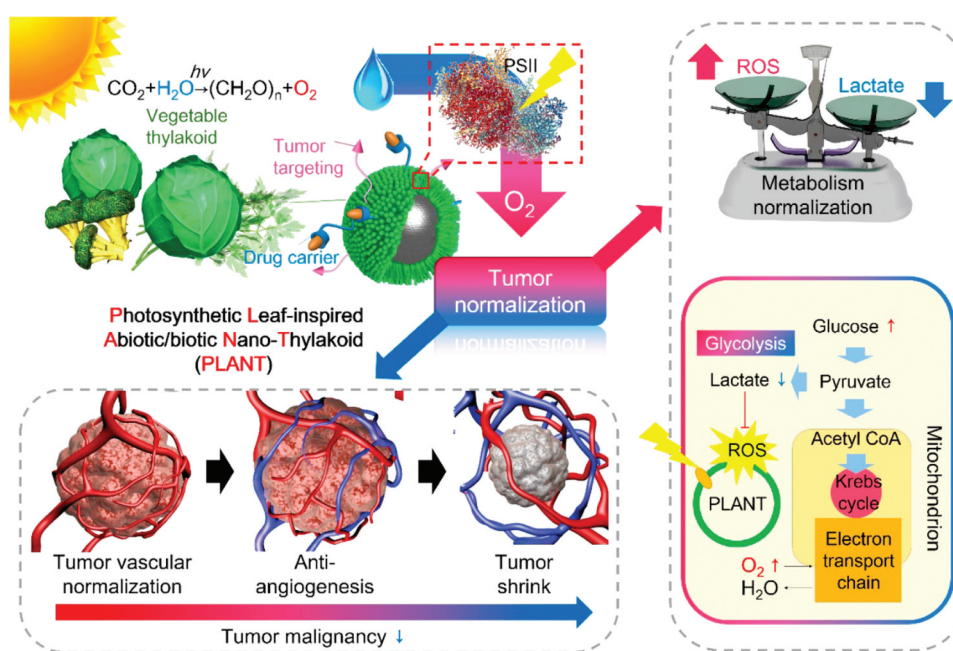 hv
CO₂+H₂O→(CH₂O)n+O₂
Vegetable
thylakoid
Tumor
targeting
Drug carrier
PSII
O₂
Tumor
normalization
Photosynthetic Leaf-inspired
Abiotic/biotic Nano-Thylakoid
(PLANT)
Tumor vascular
normalization
Anti-
angiogenesis
Tumor
shrink
Tumor malignancy ↓
ROS
Lactate
Metabolism
normalization
Glucose ↑
Glycolysis
Lactate ↓
Pyruvate
Acetyl CoA
ROS
Krebs
cycle
PLANT
Electron
transport
chain
O₂ ↑
H₂O
Mitochondrion